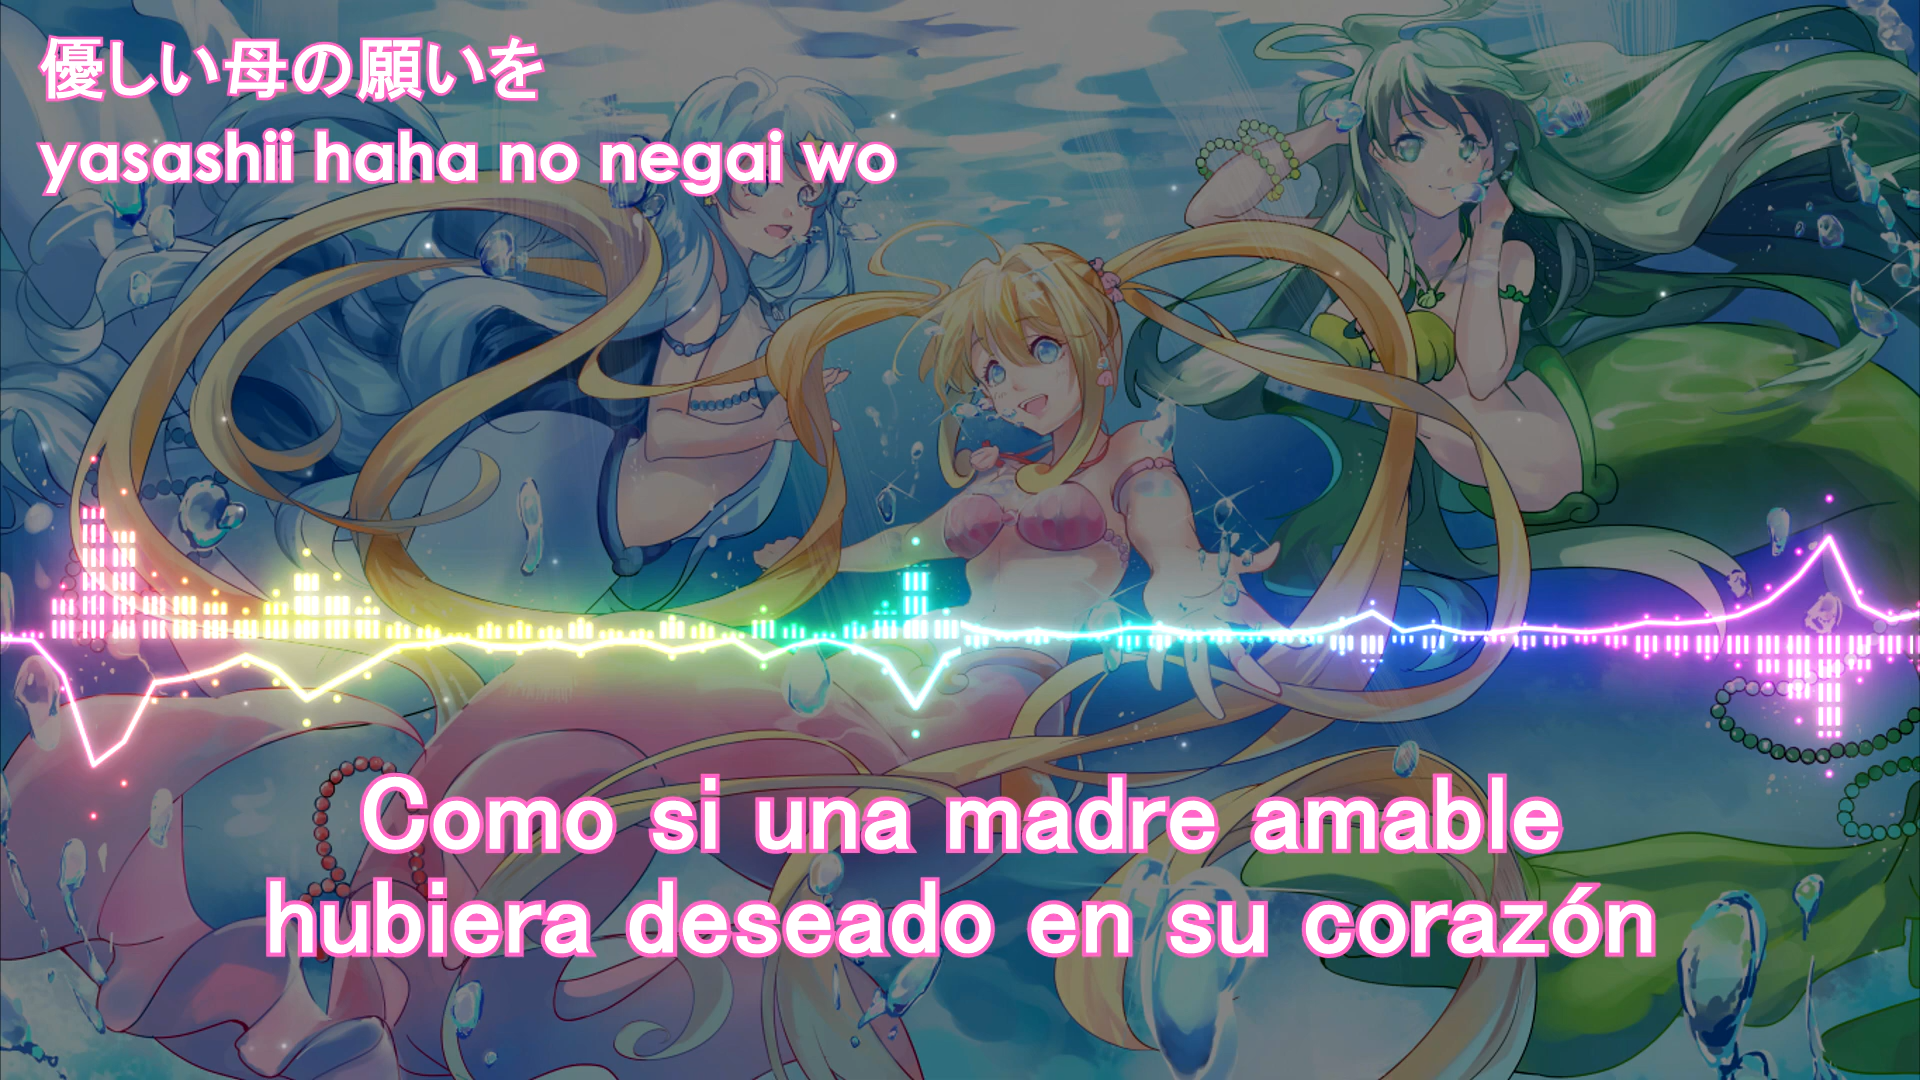 優しい母の願いを
yasashii haha no negai wo
Como si una madre amable
hubiera deseado en su corazón